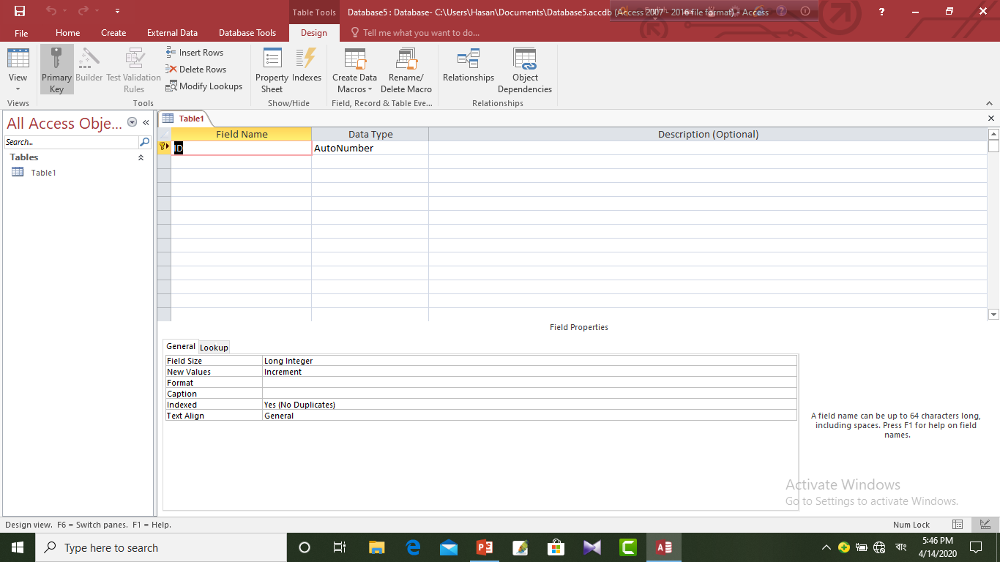 Table Tools
Database5 : Database- C:\Users\Hasan\Documents\Database5.accdb (Access 2007 - 2016 file format) - Access
?
File Home Create External Data Database Tools Design Tell me what you want to do...
View
Primary Key
Builder
Test Validation Rules
Insert Rows
Delete Rows
Modify Lookups
Property Sheet
Indexes
Create Data Macros
Rename/ Delete Macro
Relationships
Object Dependencies
Views Tools Show/Hide Field, Record & Table Eve... Relationships
All Access Obje...
Search...
Tables
Table1
Table1
Field Name Data Type Description (Optional)
ID AutoNumber
Field Properties
General Lookup
Field Size Long Integer
New Values Increment
Format
Caption
Indexed Yes (No Duplicates)
Text Align General
A field name can be up to 64 characters long,
including spaces. Press F1 for help on field
names.
Activate Windows
Go to Settings to activate Windows.
Design view. F6 = Switch panes. F1 = Help. Num Lock
Type here to search
বাং
5:46 PM
4/14/2020